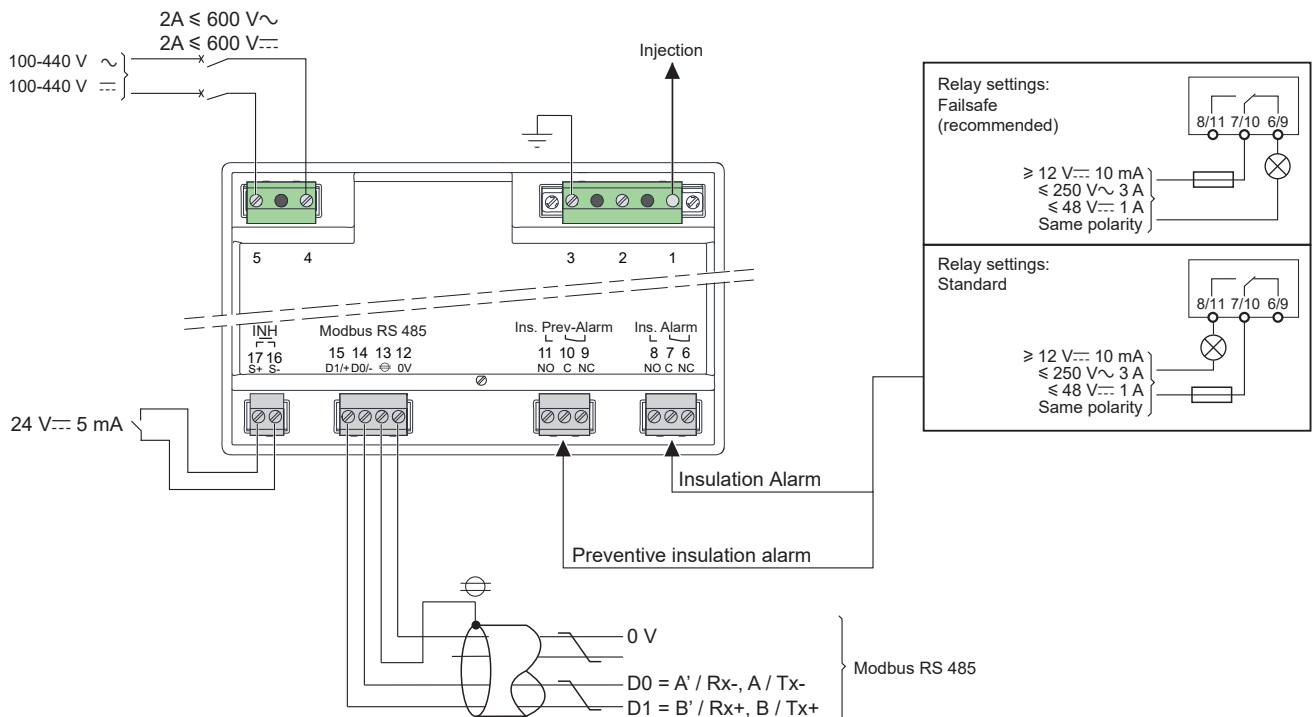 2A ≤ 600 V∼
2A ≤ 600 V⎓
100-440 V ∼
100-440 V ⎓
Injection
5 4
3 2 1
INH
17 16
S+ S-
Modbus RS 485
15 14 13 12
D1/+ D0/- 0V
Ins. Prev-Alarm
11 10 9
NO C NC
Ins. Alarm
8 7 6
NO C NC
24 V⎓ 5 mA
Insulation Alarm
Preventive insulation alarm
0 V
D0 = A’ / Rx-, A / Tx-
D1 = B’ / Rx+, B / Tx+
Modbus RS 485
Relay settings:
Failsafe
(recommended)
8/11 7/10 6/9
≥ 12 V⎓ 10 mA
≤ 250 V∼ 3 A
≤ 48 V⎓ 1 A
Same polarity
Relay settings:
Standard
8/11 7/10 6/9
≥ 12 V⎓ 10 mA
≤ 250 V∼ 3 A
≤ 48 V⎓ 1 A
Same polarity